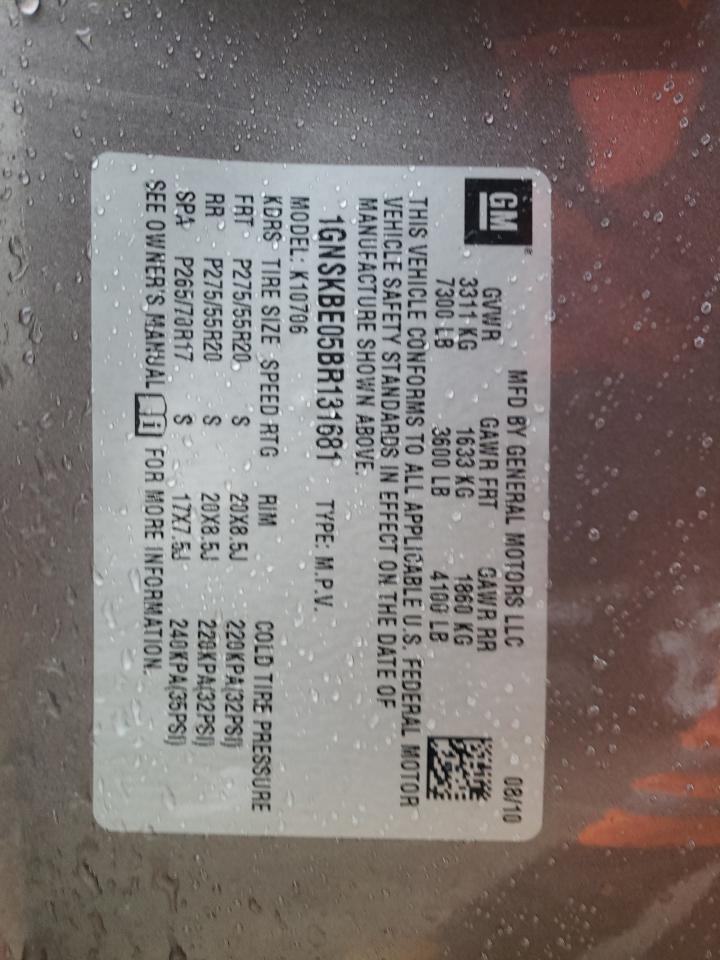 MFD BY GENERAL MOTORS LLC 08/10
GM
GVWR GAWR FRT GAWR RR
3311 KG 1633 KG 1860 KG
7300 LB 3600 LB 4100 LB
THIS VEHICLE CONFORMS TO ALL APPLICABLE U.S. FEDERAL MOTOR
VEHICLE SAFETY STANDARDS IN EFFECT ON THE DATE OF
MANUFACTURE SHOWN ABOVE.
1GNSKBE05BR131681 TYPE: M.P.V.
MODEL: K10706
KDRS TIRE SIZE SPEED RTG RIM COLD TIRE PRESSURE
FRT P275/55R20 S 20X8.5J 220KPA(32PSI)
RR P275/55R20 S 20X8.5J 220KPA(32PSI)
SPA P265/70R17 S 17X7.5J 240KPA(35PSI)
SEE OWNER'S MANUAL FOR MORE INFORMATION.